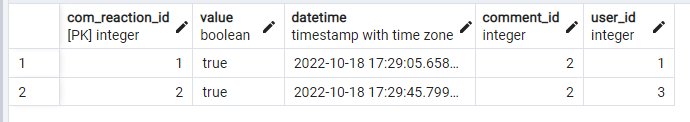 com_reaction_id value datetime comment_id user_id
[PK] integer boolean timestamp with time zone integer integer
1 1 true 2022-10-18 17:29:05.658… 2 1
2 2 true 2022-10-18 17:29:45.799… 2 3